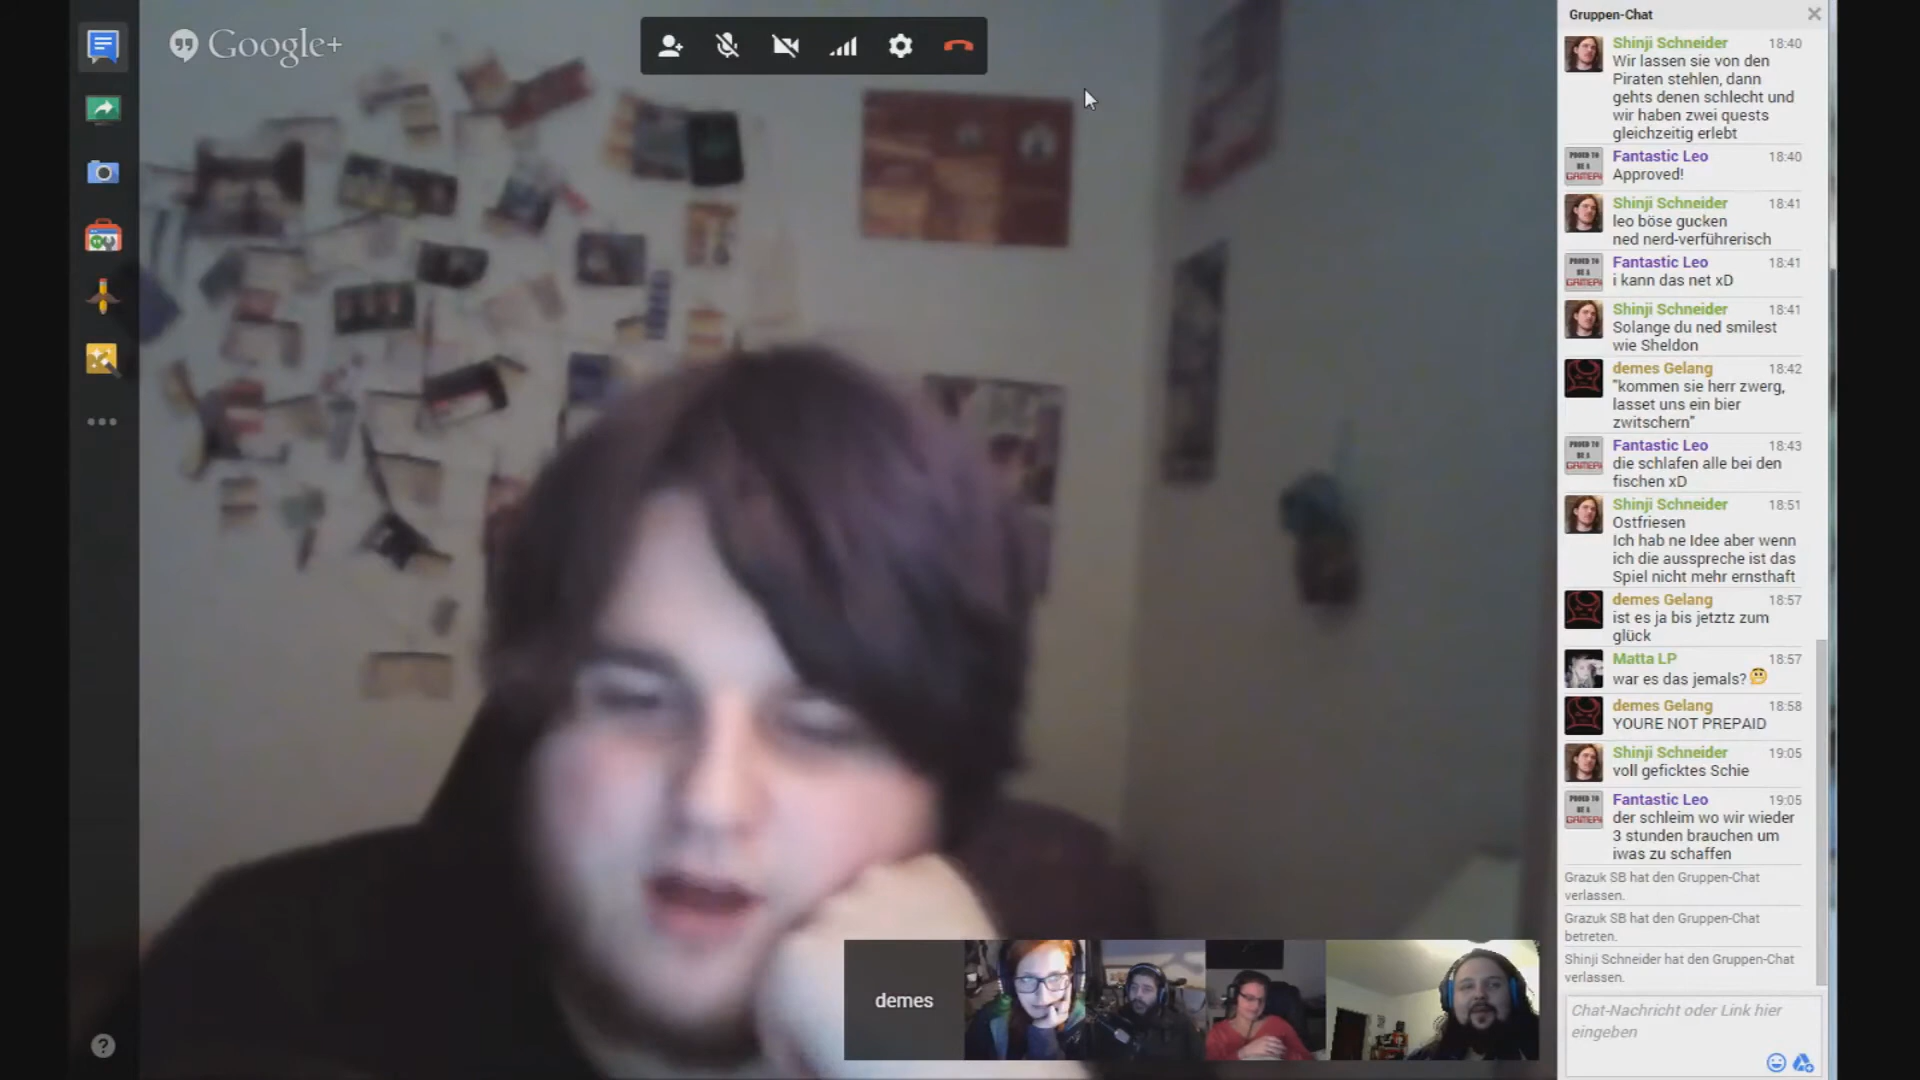 Google+
Gruppen-Chat
Shinji Schneider 18:40
Wir lassen sie von den
Piraten stehlen, dann
gehts denen schlecht und
wir haben zwei quests
gleichzeitig erlebt
Fantastic Leo 18:40
Approved!
Shinji Schneider 18:41
leo böse gucken
ned nerd-verführerisch
Fantastic Leo 18:41
i kann das net xD
Shinji Schneider 18:41
Solange du ned smilest
wie Sheldon
demes Gelang 18:42
"kommen sie herr zwerg,
lasset uns ein bier
zwitschern"
Fantastic Leo 18:43
die schlafen alle bei den
fischen xD
Shinji Schneider 18:51
Ostfriesen
Ich hab ne Idee aber wenn
ich die ausspreche ist das
Spiel nicht mehr ernsthaft
demes Gelang 18:57
ist es ja bis jetztz zum
glück
Matta LP 18:57
war es das jemals?
demes Gelang 18:58
YOURE NOT PREPAID
Shinji Schneider 19:05
voll geficktes Schie
Fantastic Leo 19:05
der schleim wo wir wieder
3 stunden brauchen um
iwas zu schaffen
Grazuk SB hat den Gruppen-Chat
verlassen.
Grazuk SB hat den Gruppen-Chat
betreten.
Shinji Schneider hat den Gruppen-Chat
verlassen.
Chat-Nachricht oder Link hier
eingeben
demes